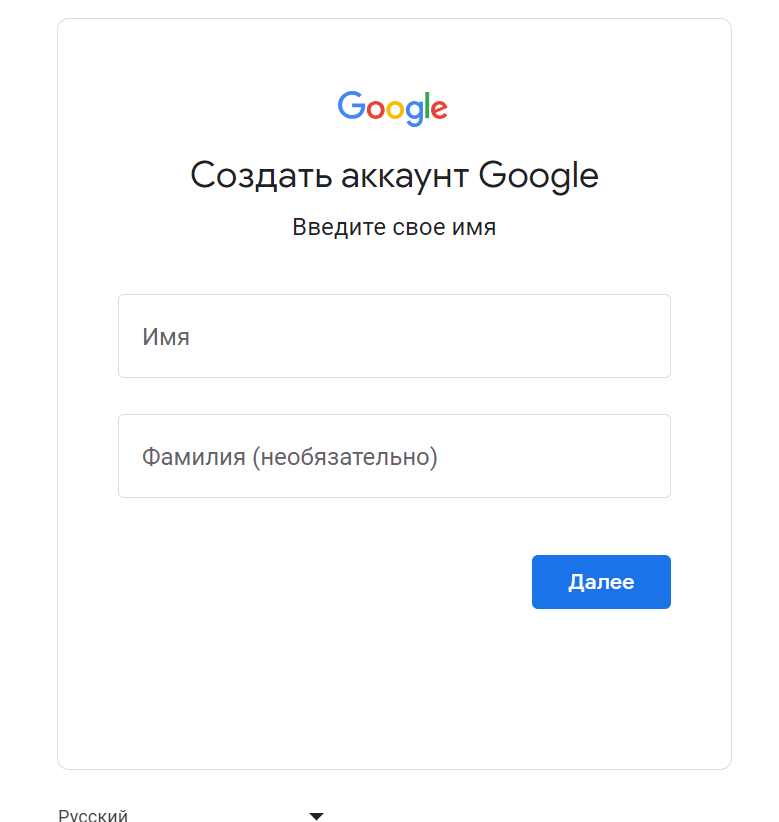 Google
Создать аккаунт Google
Введите свое имя
Имя
Фамилия (необязательно)
Далее
Русский